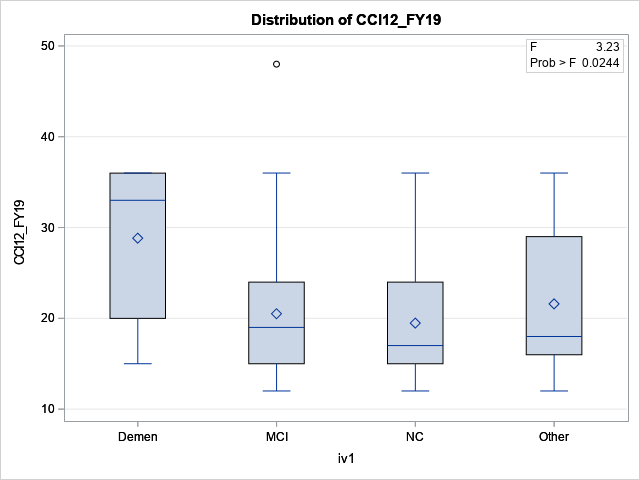 Distribution of CCI12_FY19
F 3.23
Prob > F 0.0244
50
40
30
20
10
CCI12_FY19
Demen MCI NC Other
iv1